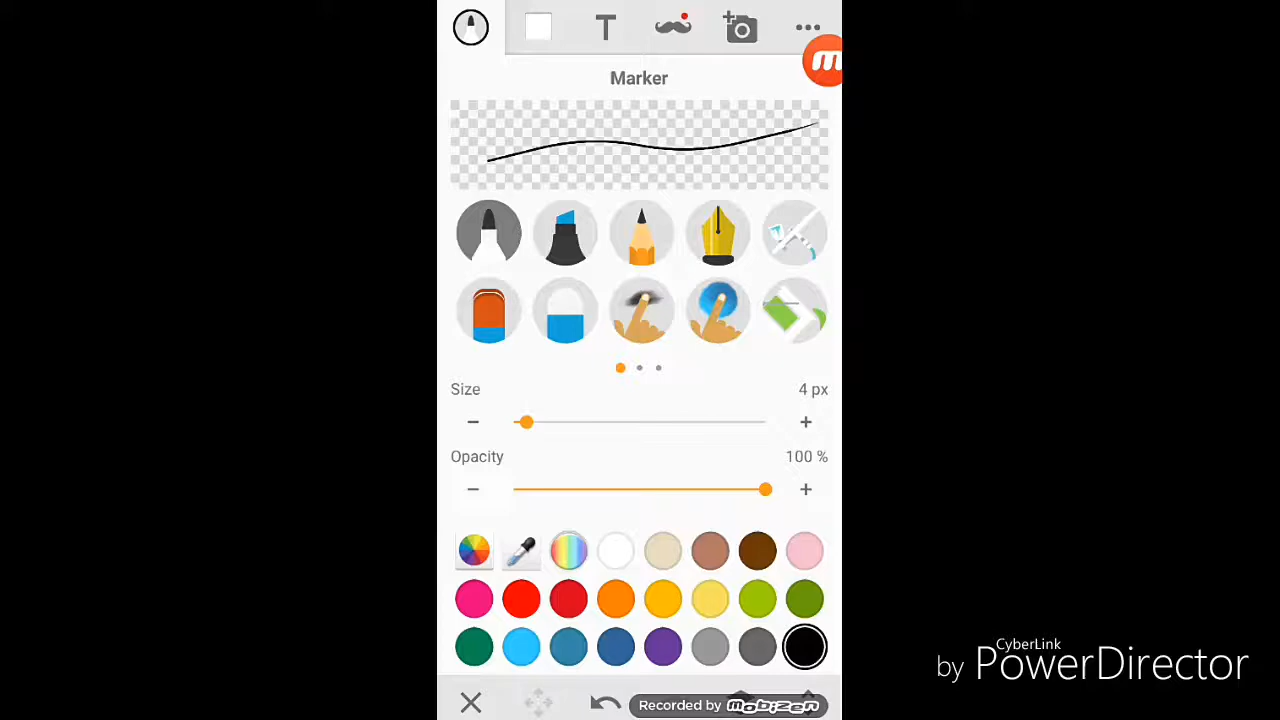 T
Marker
Size
4 px
Opacity
100 %
Recorded by Mobizen
CyberLink
by PowerDirector